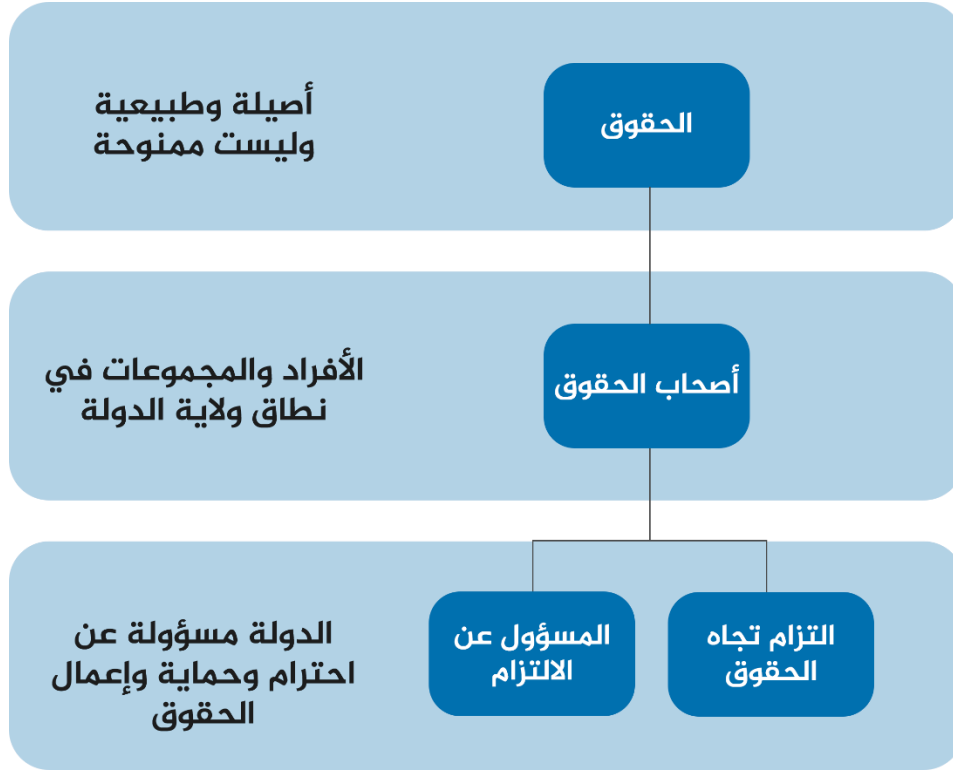 الحقوق
أصيلة وطبيعية
وليست ممنوحة
أصحاب الحقوق
الأفراد والمجموعات في
نطاق ولاية الدولة
التزام تجاه
الحقوق
المسؤول عن
الالتزام
الدولة مسؤولة عن
احترام وحماية وإعمال
الحقوق